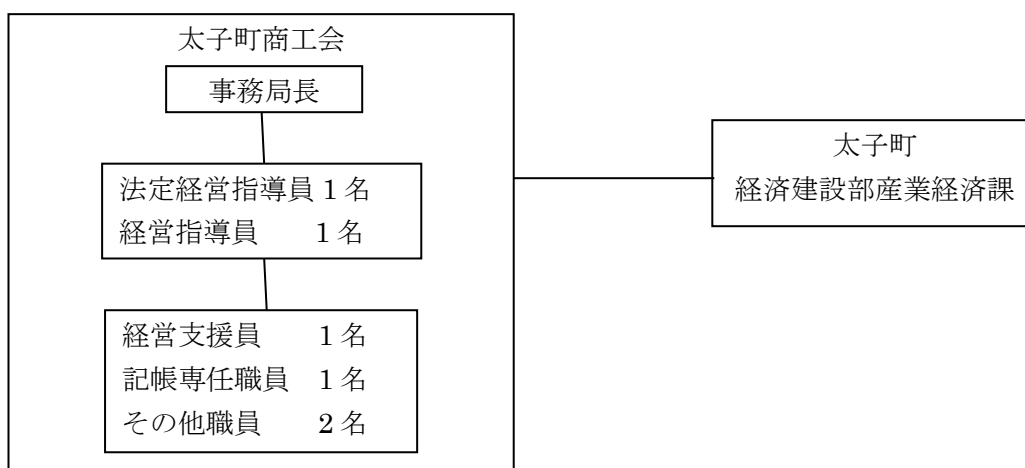 太子町商工会
事務局長
法定経営指導員 1 名
経営指導員　　1 名
経営支援員　　1 名
記帳専任職員　1 名
その他職員　　2 名
太子町
経済建設部産業経済課